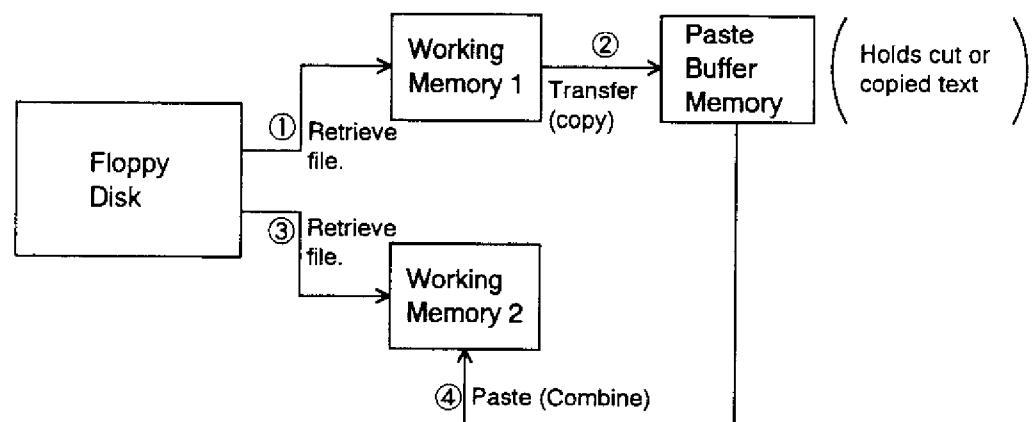 Working
Memory 1
②
Transfer
(copy)
Paste
Buffer
Memory
Holds cut or
copied text
Floppy
Disk
① Retrieve
file.
③ Retrieve
file.
Working
Memory 2
④ Paste (Combine)